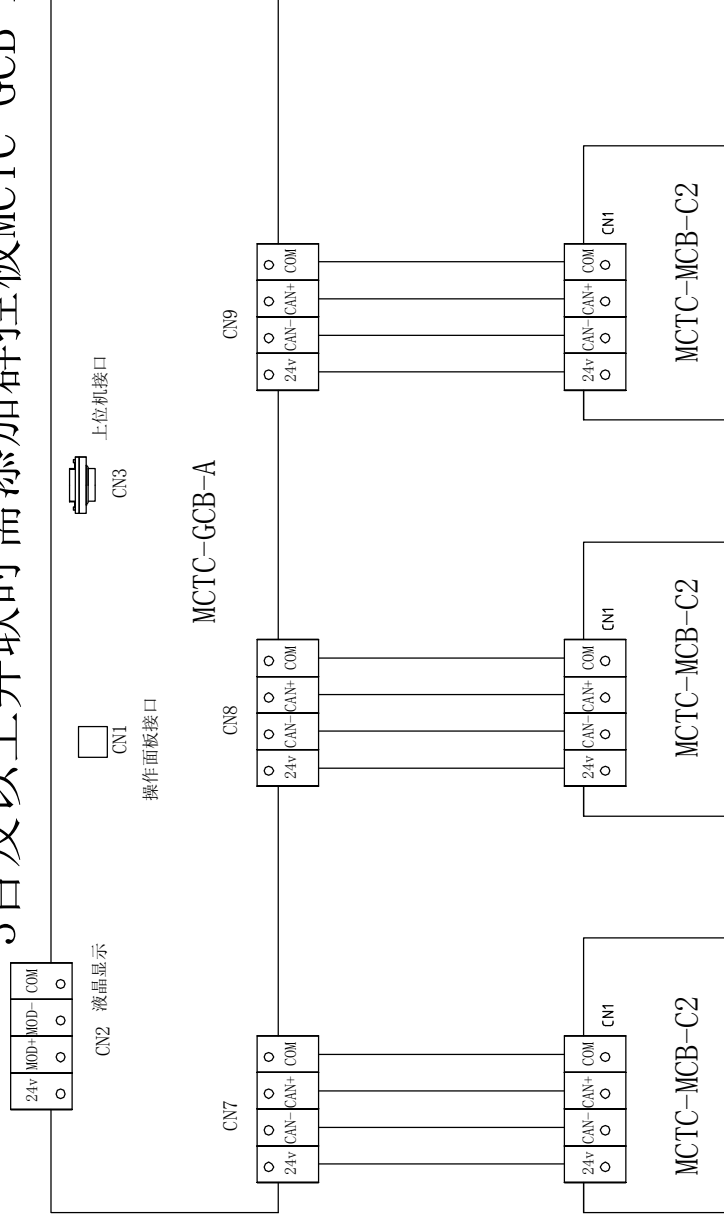 3台及以上并联时需添加群控板MCTC-GCB
24v MOD+ MOD- COM
CN2 液晶显示
CN1
操作面板接口
上位机接口
CN3
MCTC-GCB-A
CN7
CN8
CN9
24v CAN- CAN+ COM
24v CAN- CAN+ COM
24v CAN- CAN+ COM
24v CAN- CAN+ COM
CN1
24v CAN- CAN+ COM
CN1
24v CAN- CAN+ COM
CN1
MCTC-MCB-C2
MCTC-MCB-C2
MCTC-MCB-C2